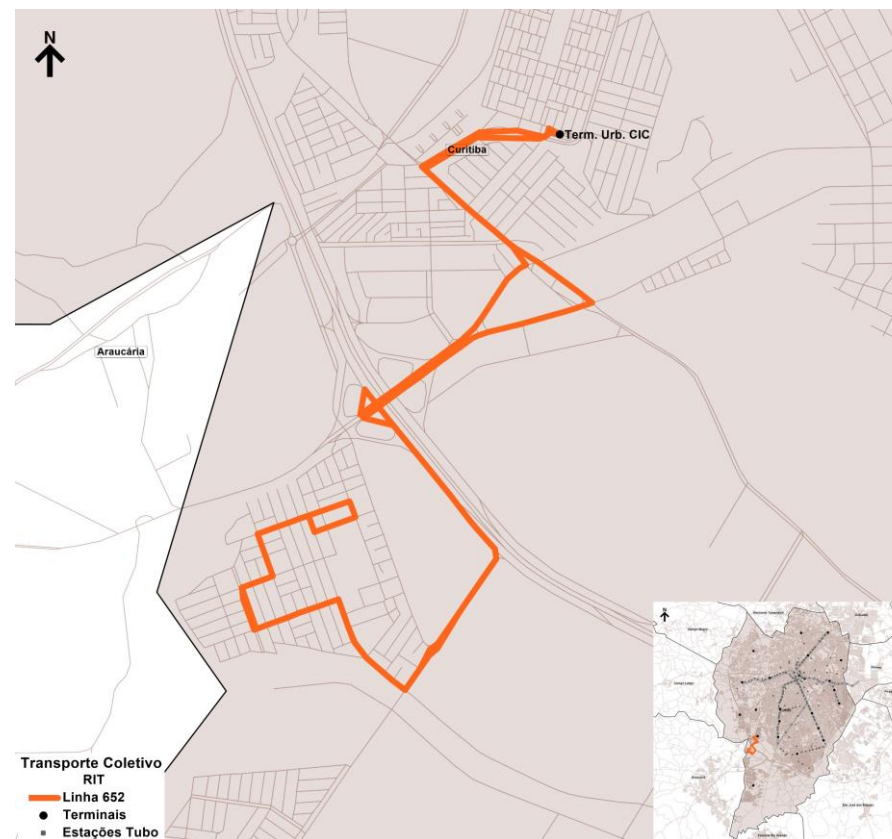 N
Term. Urb. CIC
Curitiba
Araucária
N
Transporte Coletivo
RIT
Linha 652
Terminais
Estações Tubo